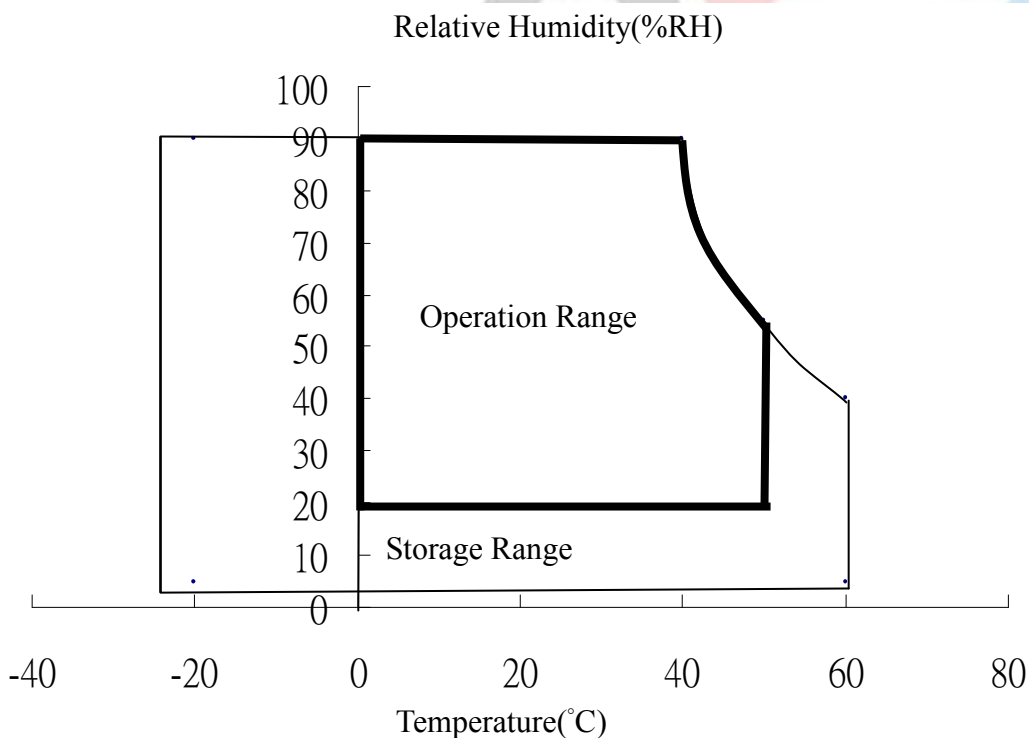 Relative Humidity(%RH)
100
90
80
70
60
Operation Range
50
40
30
20
Storage Range
10
0
-40 -20 0 20 40 60 80
Temperature(°C)